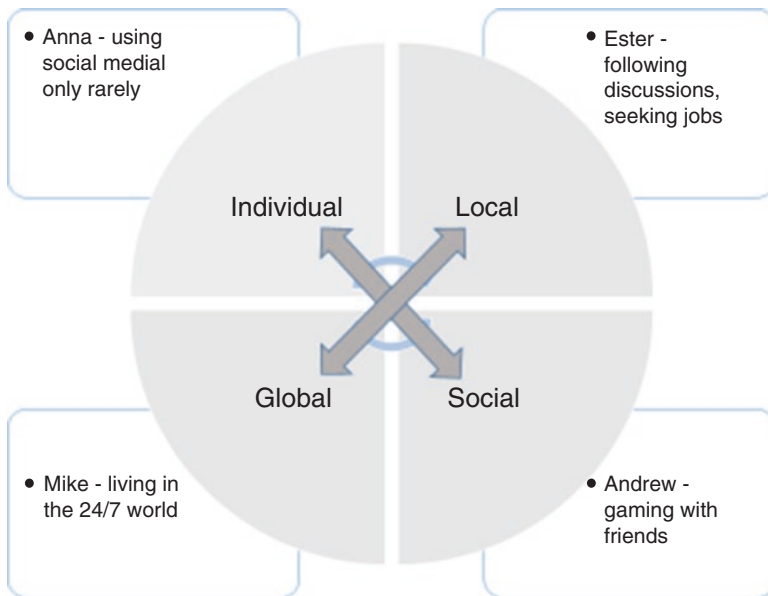 • Anna - using
social medial
only rarely
• Ester -
following
discussions,
seeking jobs
Individual
Local
Global
Social
• Mike - living in
the 24/7 world
• Andrew -
gaming with
friends